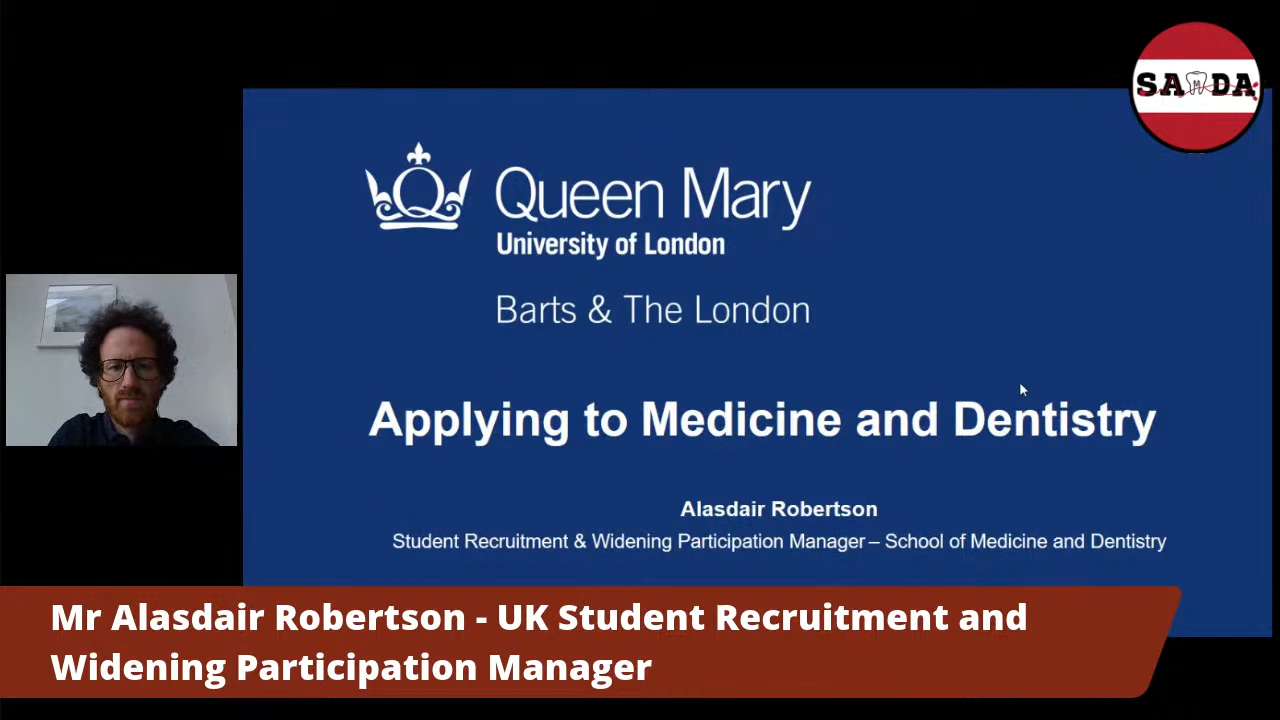 SAMDA
Queen Mary
University of London
Barts & The London
Applying to Medicine and Dentistry
Alasdair Robertson
Student Recruitment & Widening Participation Manager – School of Medicine and Dentistry
Mr Alasdair Robertson - UK Student Recruitment and
Widening Participation Manager